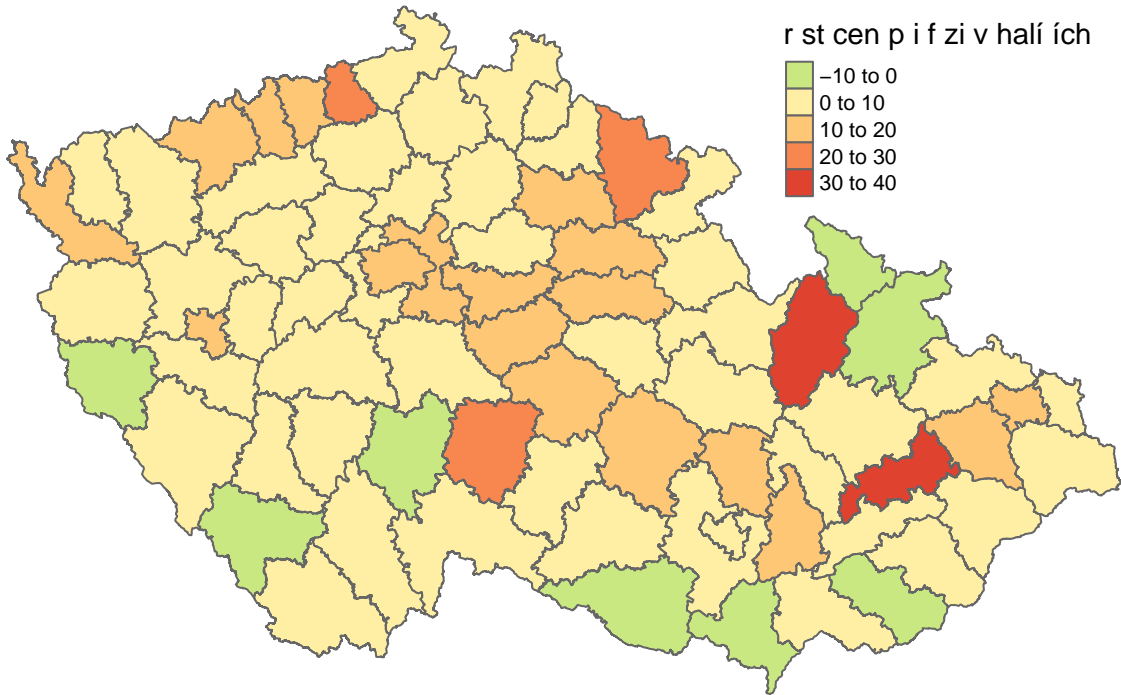 r st cen p i f zi v halí ích
−10 to 0
0 to 10
10 to 20
20 to 30
30 to 40